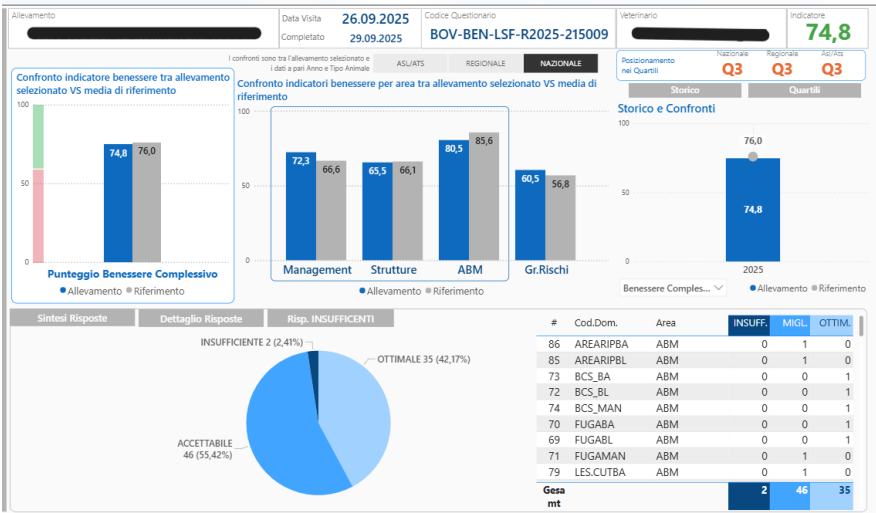 Allevamento
Data Visita 26.09.2025
Completato 29.09.2025
Codice Questionario
BOV-BEN-LSF-R2025-215009
Veterinario
Indicatore
74,8
I confronti sono tra l'allevamento selezionato e
i dati a pari Anno e Tipo Animale
ASL/ATS
REGIONALE
NAZIONALE
Posizionamento
nei Quartili
Nazionale Regionale Asl/Ats
Q3 Q3 Q3
Storico Quartili
Confronto indicatore benessere tra allevamento
selezionato VS media di riferimento
100
50
0
74,8 76,0
Punteggio Benessere Complessivo
Allevamento Riferimento
Confronto indicatori benessere per area tra allevamento selezionato VS media di
riferimento
100
50
0
72,3 66,6 65,5 66,1 80,5 85,6 60,5 56,8
Management Strutture ABM Gr.Rischi
Allevamento Riferimento
Storico e Confronti
100
50
0
76,0
74,8
2025
Benessere Comples...
Allevamento Riferimento
Sintesi Risposte Dettaglio Risposte Risp. INSUFFICENTI
INSUFFICIENTE 2 (2,41%)
OTTIMALE 35 (42,17%)
ACCETTABILE
46 (55,42%)
# Cod.Dom. Area INSUFF. MIGL. OTTIM.
86 AREARIPBA ABM 0 1 0
85 AREARIPBL ABM 0 1 0
73 BCS_BA ABM 0 0 1
72 BCS_BL ABM 0 0 1
74 BCS_MAN ABM 0 0 1
70 FUGABA ABM 0 0 1
69 FUGABL ABM 0 0 1
71 FUGAMAN ABM 0 1 0
79 LES.CUTBA ABM 0 1 0
Gesa
mt 2 46 35